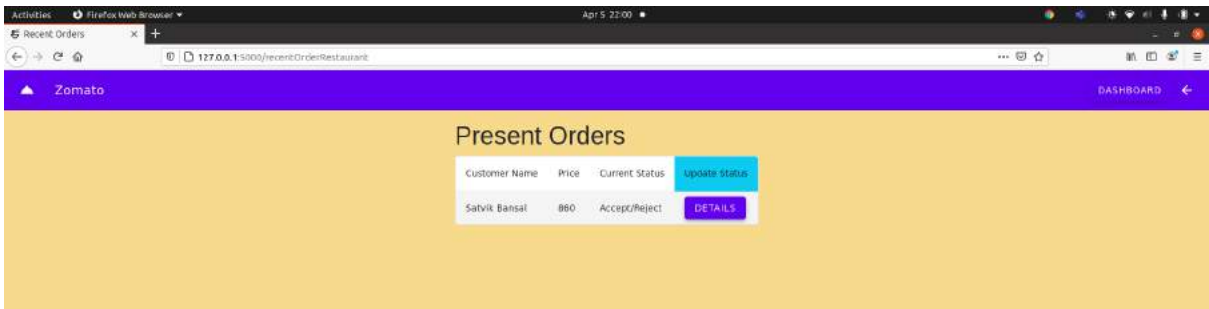 Activities Firefox Web Browser Apr 5 22:00
Recent Orders
127.0.0.1:5000/recentOrderRestaurant
Zomato DASHBOARD
Present Orders
Customer Name Price Current Status Update Status
Satvik Bansal 860 Accept/Reject DETAILS